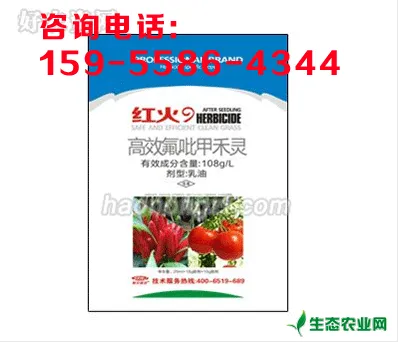 咨询电话:
159-5586-4344
PROFESSIONAL BRAND
红火
AFTER SEEDLING
HERBICIDE
SAFE AND EFFICIENT CLEAN GRASS
高效氟吡甲禾灵
有效成分含量:108g/L
剂型:乳油
技术服务热线:400-6519-689
生态农业网